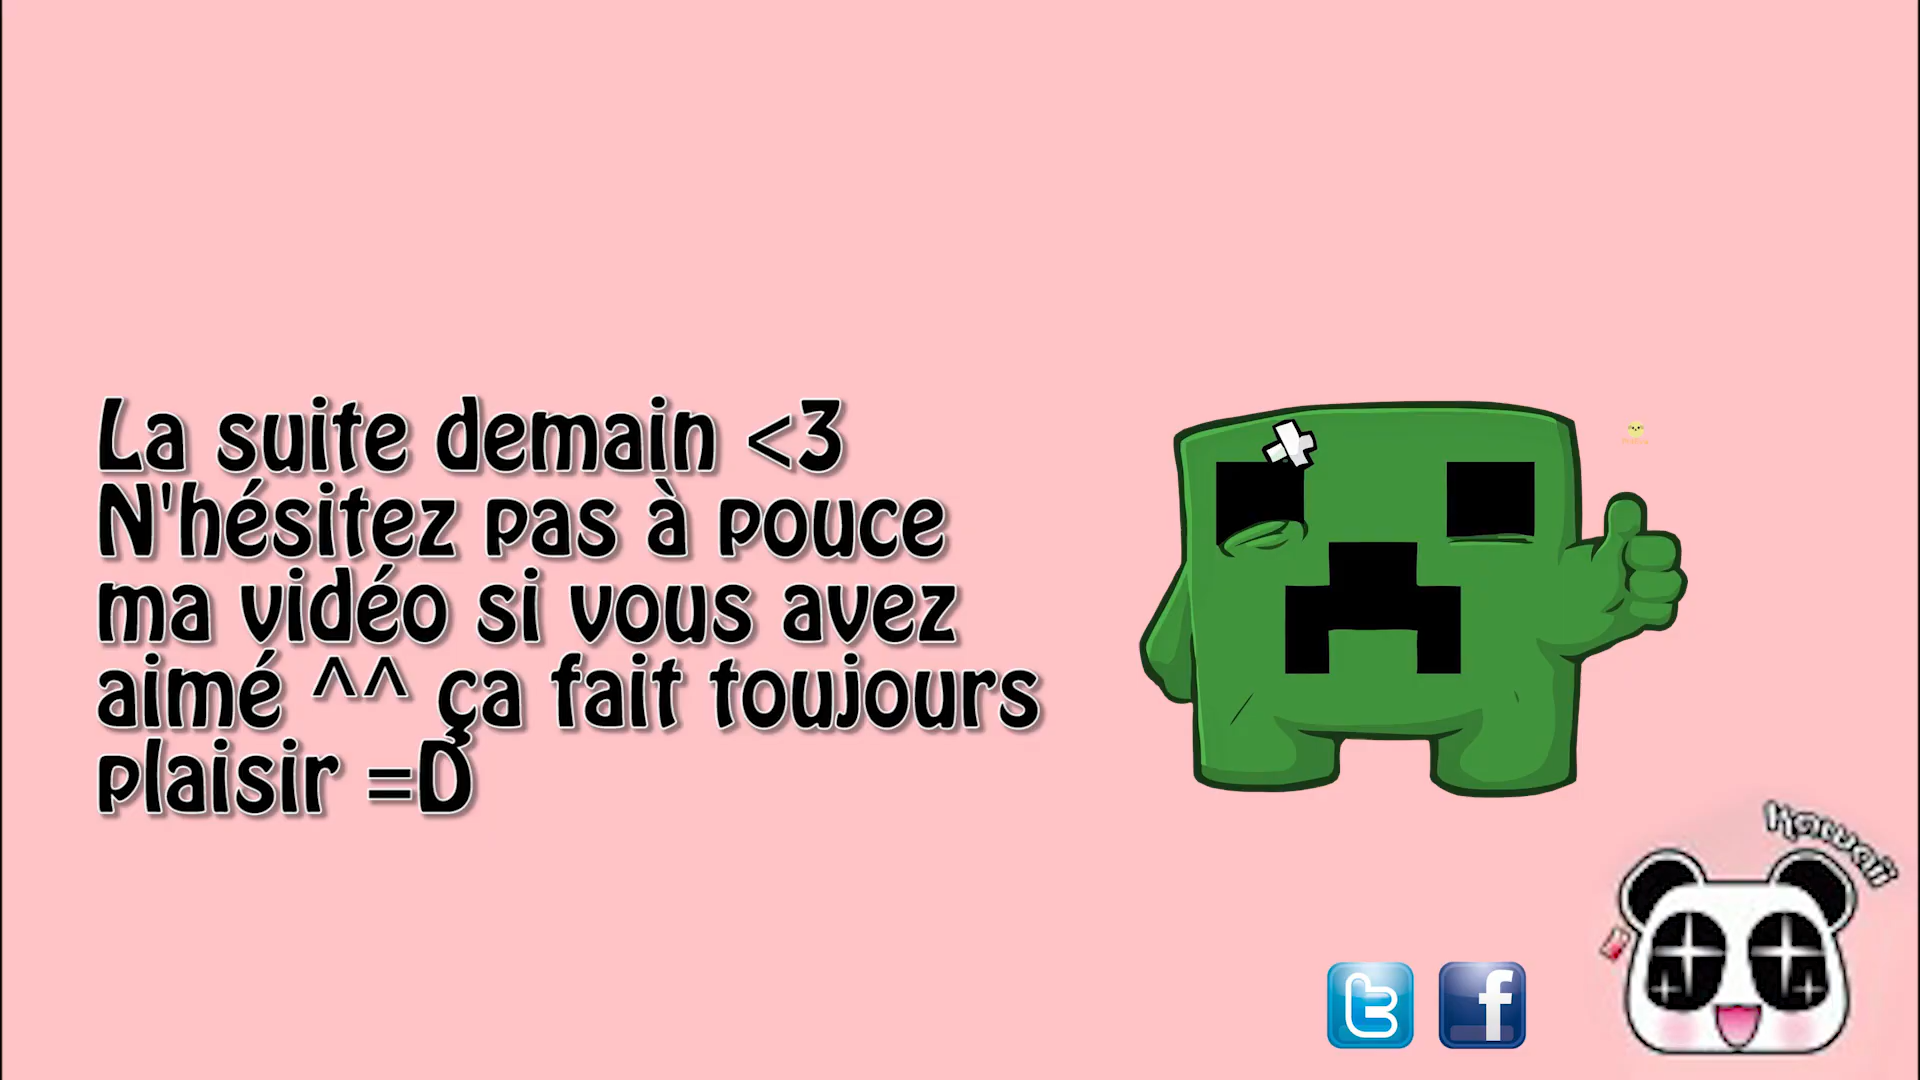 La suite demain <3
N'hésitez pas à pouce
ma vidéo si vous avez
aimé ^^ ça fait toujours
plaisir =D
Kawaii